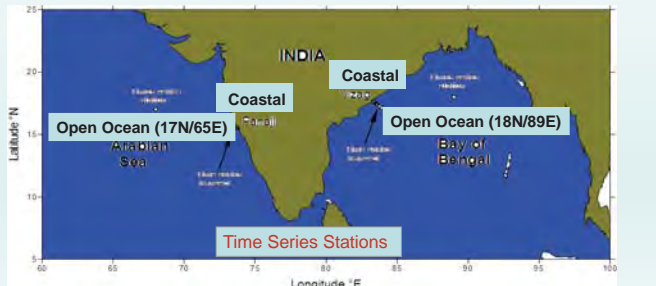 25
20
15
10
5
60
65
70
75
80
85
90
95
100
Latitude °N
Longitude °E
INDIA
Coastal
Coastal
Open Ocean (17N/65E)
Open Ocean (18N/89E)
Arabian
Sea
Bay of
Bengal
Time Series Stations